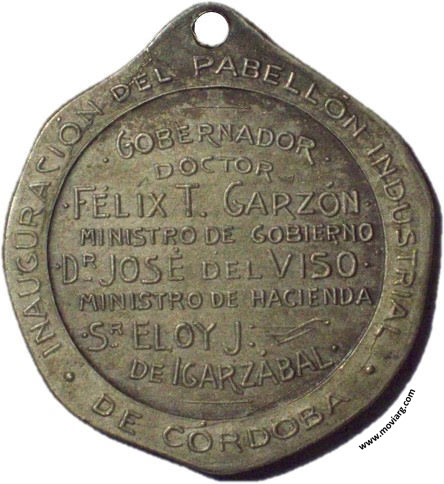 INAUGURACIÓN DEL PABELLÓN INDUSTRIAL
DE CÓRDOBA
GOBERNADOR
DOCTOR
FÉLIX T. GARZÓN
MINISTRO DE GOBIERNO
DR JOSÉ DEL VISO
MINISTRO DE HACIENDA
SR ELOY J.
DE IGARZÁBAL
www.moviarg.com